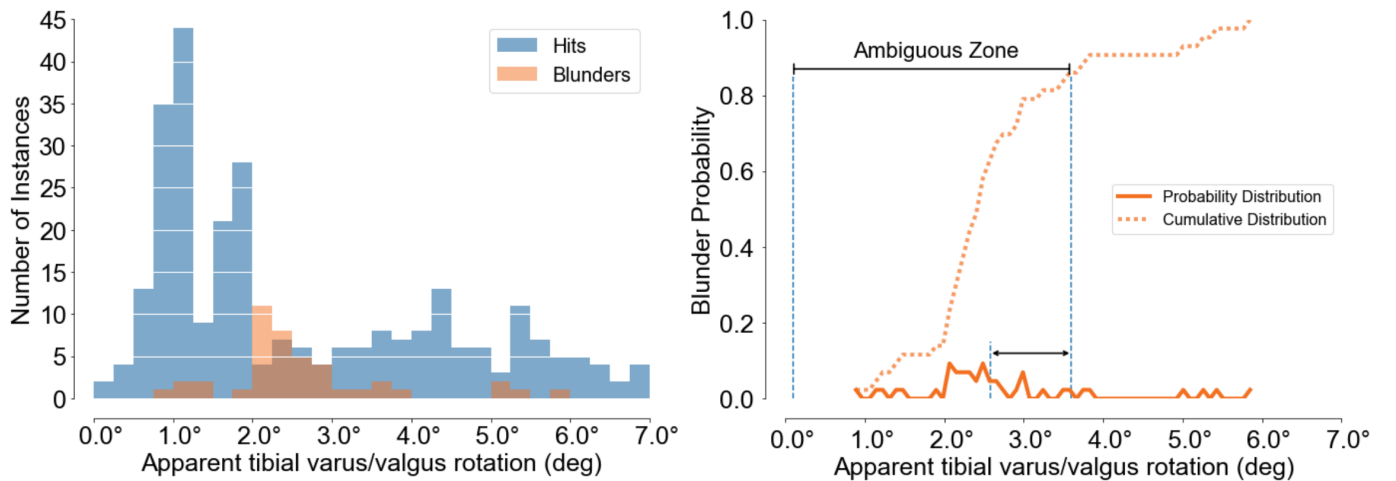 45
40
35
30
25
20
15
10
5
0
Number of Instances
Hits
Blunders
0.0° 1.0° 2.0° 3.0° 4.0° 5.0° 6.0° 7.0°
Apparent tibial varus/valgus rotation (deg)
1.0
0.8
0.6
0.4
0.2
0.0
Blunder Probability
Ambiguous Zone
Probability Distribution
Cumulative Distribution
0.0° 1.0° 2.0° 3.0° 4.0° 5.0° 6.0° 7.0°
Apparent tibial varus/valgus rotation (deg)